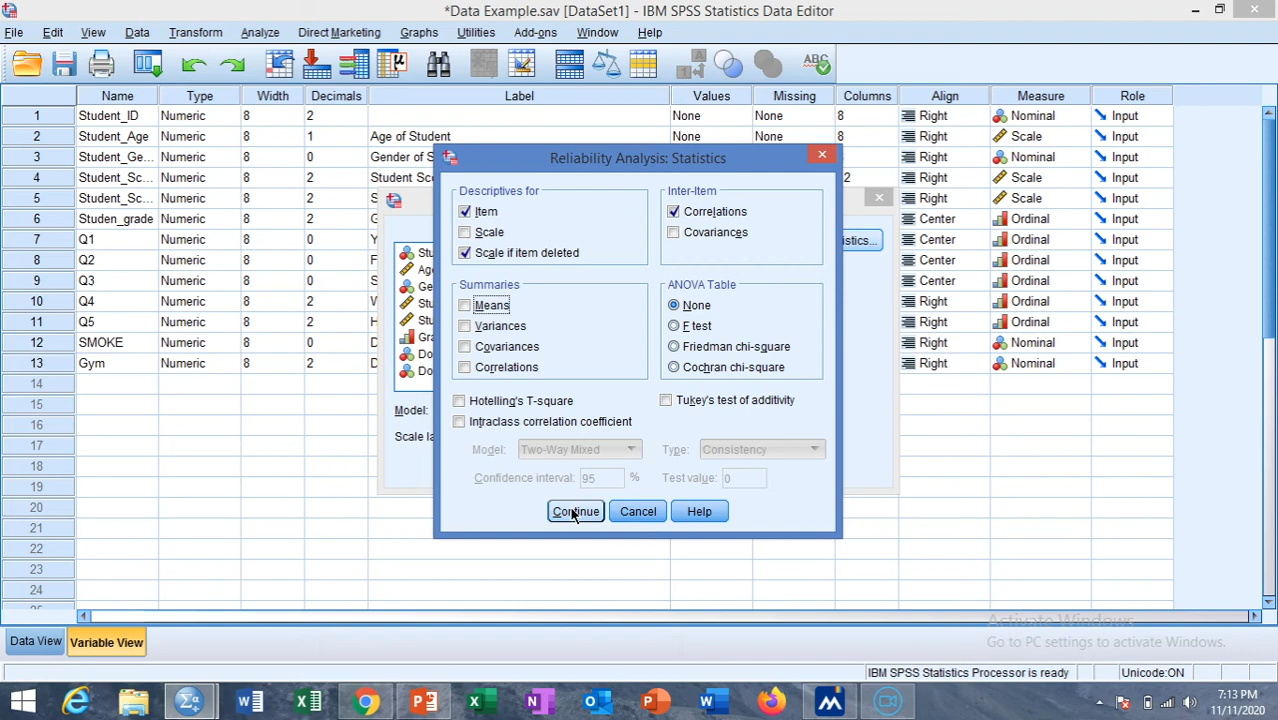 *Data Example.sav [DataSet1] - IBM SPSS Statistics Data Editor
File Edit View Data Transform Analyze Direct Marketing Graphs Utilities Add-ons Window Help
Name Type Width Decimals Label Values Missing Columns Align Measure Role
1 Student_ID Numeric 8 2 None None 8 Right Nominal Input
2 Student_Age Numeric 8 1 Age of Student None None 8 Right Scale Input
3 Student_Ge... Numeric 8 0 Gender of S Right Nominal Input
4 Student_Sc... Numeric 8 2 Student Sc 2 Right Scale Input
5 Student_Sc... Numeric 8 2 S Right Scale Input
6 Studen_grade Numeric 8 2 G Center Ordinal Input
7 Q1 Numeric 8 0 Y Center Ordinal Input
8 Q2 Numeric 8 0 F Center Ordinal Input
9 Q3 Numeric 8 0 S Center Ordinal Input
10 Q4 Numeric 8 2 W Right Ordinal Input
11 Q5 Numeric 8 2 H Right Ordinal Input
12 SMOKE Numeric 8 0 D Right Nominal Input
13 Gym Numeric 8 2 D Right Nominal Input
14
15
16
17
18
19
20
21
22
23
24
Stu
Age
Ge
Stu
Stu
Gra
Do
Do
Model:
Scale la
istics...
Reliability Analysis: Statistics
Descriptives for
Item
Scale
Scale if item deleted
Inter-Item
Correlations
Covariances
Summaries
Means
Variances
Covariances
Correlations
ANOVA Table
None
F test
Friedman chi-square
Cochran chi-square
Hotelling's T-square Tukey's test of additivity
Intraclass correlation coefficient
Model: Two-Way Mixed Type: Consistency
Confidence interval: 95 % Test value: 0
Continue Cancel Help
Activate Windows
Go to PC settings to activate Windows.
Data View Variable View
IBM SPSS Statistics Processor is ready Unicode:ON
7:13 PM
11/11/2020